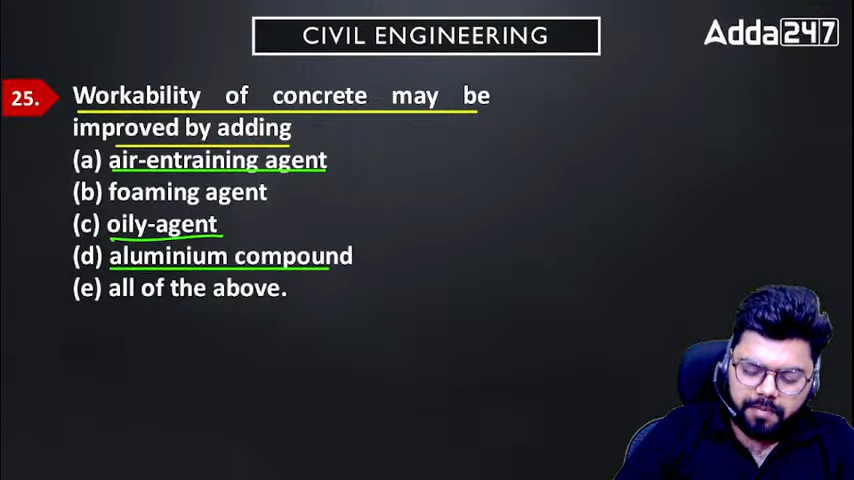 CIVIL ENGINEERING
Adda247
25.
Workability of concrete may be
improved by adding
(a) air-entraining agent
(b) foaming agent
(c) oily-agent
(d) aluminium compound
(e) all of the above.